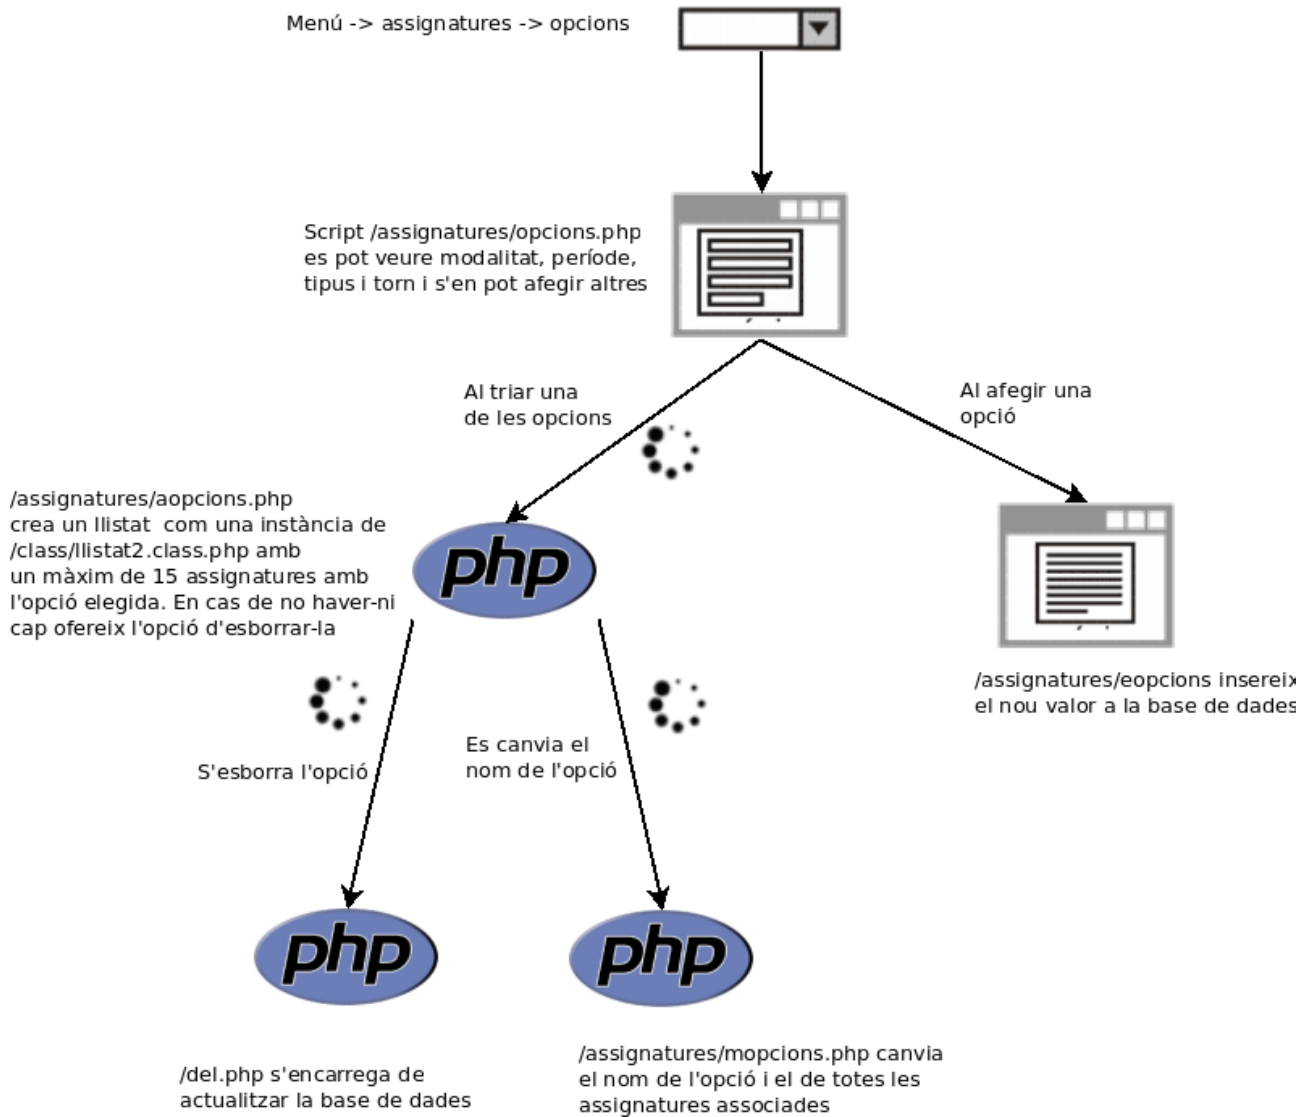 Menú -> assignatures -> opcions
Script /assignatures/opcions.php
es pot veure modalitat, període,
tipus i torn i s'en pot afegir altres
Al triar una
de les opcions
Al afegir una
opció
/assignatures/aopcions.php
crea un llistat com una instància de
/class/llistat2.class.php amb
un màxim de 15 assignatures amb
l'opció elegida. En cas de no haver-ni
cap ofereix l'opció d'esborrar-la
php
/assignatures/eopcions insereix
el nou valor a la base de dades
S'esborra l'opció
Es canvia el
nom de l'opció
php
php
/del.php s'encarrega de
actualitzar la base de dades
/assignatures/mopcions.php canvia
el nom de l'opció i el de totes les
assignatures associades